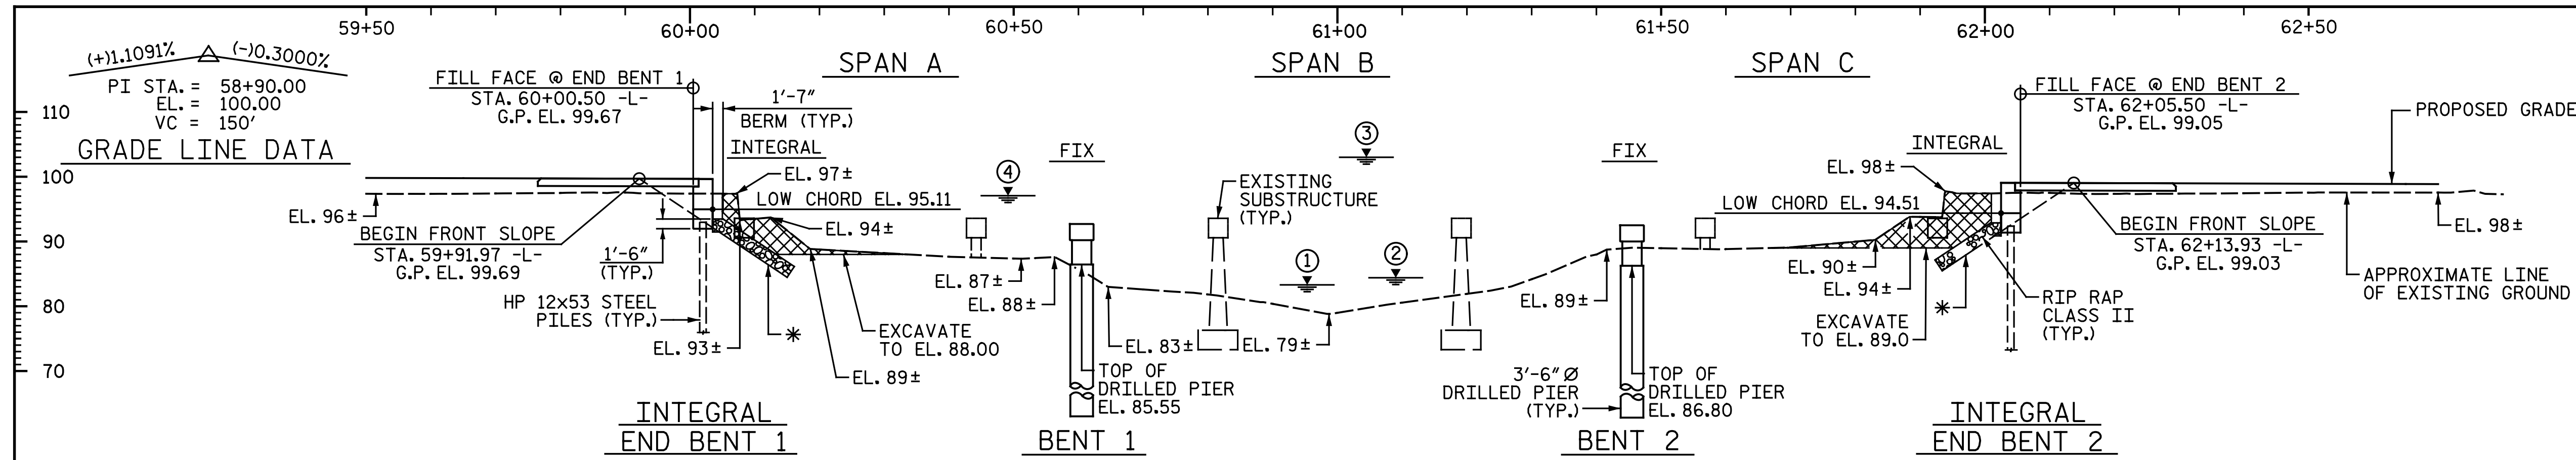 59+50
60+00
60+50
61+00
61+50
62+00
62+50
(+)1.1091%
(-)0.3000%
PI STA. = 58+90.00
EL. = 100.00
VC = 150'
GRADE LINE DATA
110
100
90
80
70
SPAN A
SPAN B
SPAN C
FILL FACE @ END BENT 1
STA. 60+00.50 -L-
G.P. EL. 99.67
1'-7"
BERM (TYP.)
INTEGRAL
EL. 97±
LOW CHORD EL. 95.11
EL. 94±
EL. 96±
BEGIN FRONT SLOPE
STA. 59+91.97 -L-
G.P. EL. 99.69
1'-6"
(TYP.)
HP 12x53 STEEL
PILES (TYP.)
EL. 93±
*
EXCAVATE
TO EL. 88.00
EL. 89±
INTEGRAL
END BENT 1
4
FIX
EL. 87±
EL. 88±
EL. 83±
TOP OF
DRILLED PIER
EL. 85.55
BENT 1
EXISTING
SUBSTRUCTURE
(TYP.)
3
1
2
EL. 79±
FIX
EL. 89±
3'-6" Ø
DRILLED PIER
(TYP.)
TOP OF
DRILLED PIER
EL. 86.80
BENT 2
FILL FACE @ END BENT 2
STA. 62+05.50 -L-
G.P. EL. 99.05
INTEGRAL
EL. 98±
LOW CHORD EL. 94.51
EL. 90±
EL. 94±
EXCAVATE
TO EL. 89.0
*
RIP RAP
CLASS II
(TYP.)
BEGIN FRONT SLOPE
STA. 62+13.93 -L-
G.P. EL. 99.03
PROPOSED GRADE
EL. 98±
APPROXIMATE LINE
OF EXISTING GROUND
INTEGRAL
END BENT 2